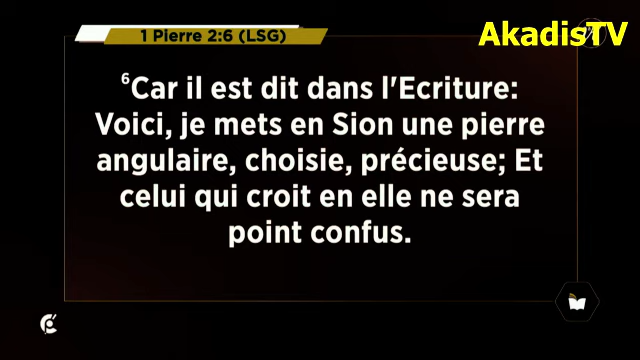 1 Pierre 2:6 (LSG)
AkadisTV
⁶Car il est dit dans l'Ecriture:
Voici, je mets en Sion une pierre
angulaire, choisie, précieuse; Et
celui qui croit en elle ne sera
point confus.